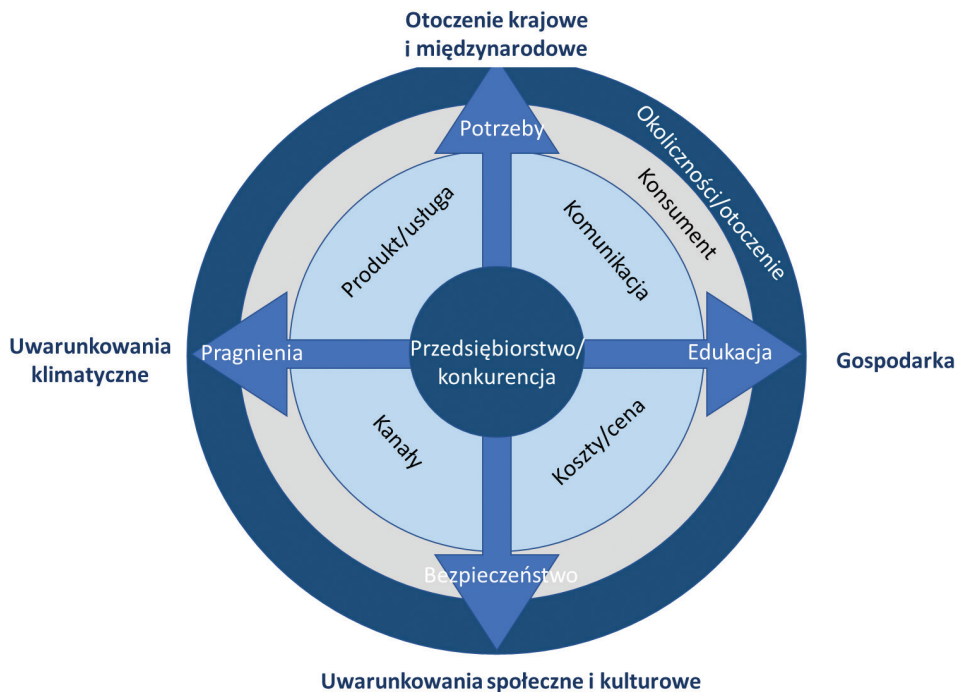 Otoczenie krajowe
i międzynarodowe
Potrzeby
Okoliczności/otoczenie
Konsument
Produkt/usługa
Komunikacja
Uwarunkowania
klimatyczne
Pragnienia
Przedsiębiorstwo/
konkurencja
Edukacja
Gospodarka
Kanały
Koszty/cena
Bezpieczeństwo
Uwarunkowania społeczne i kulturowe